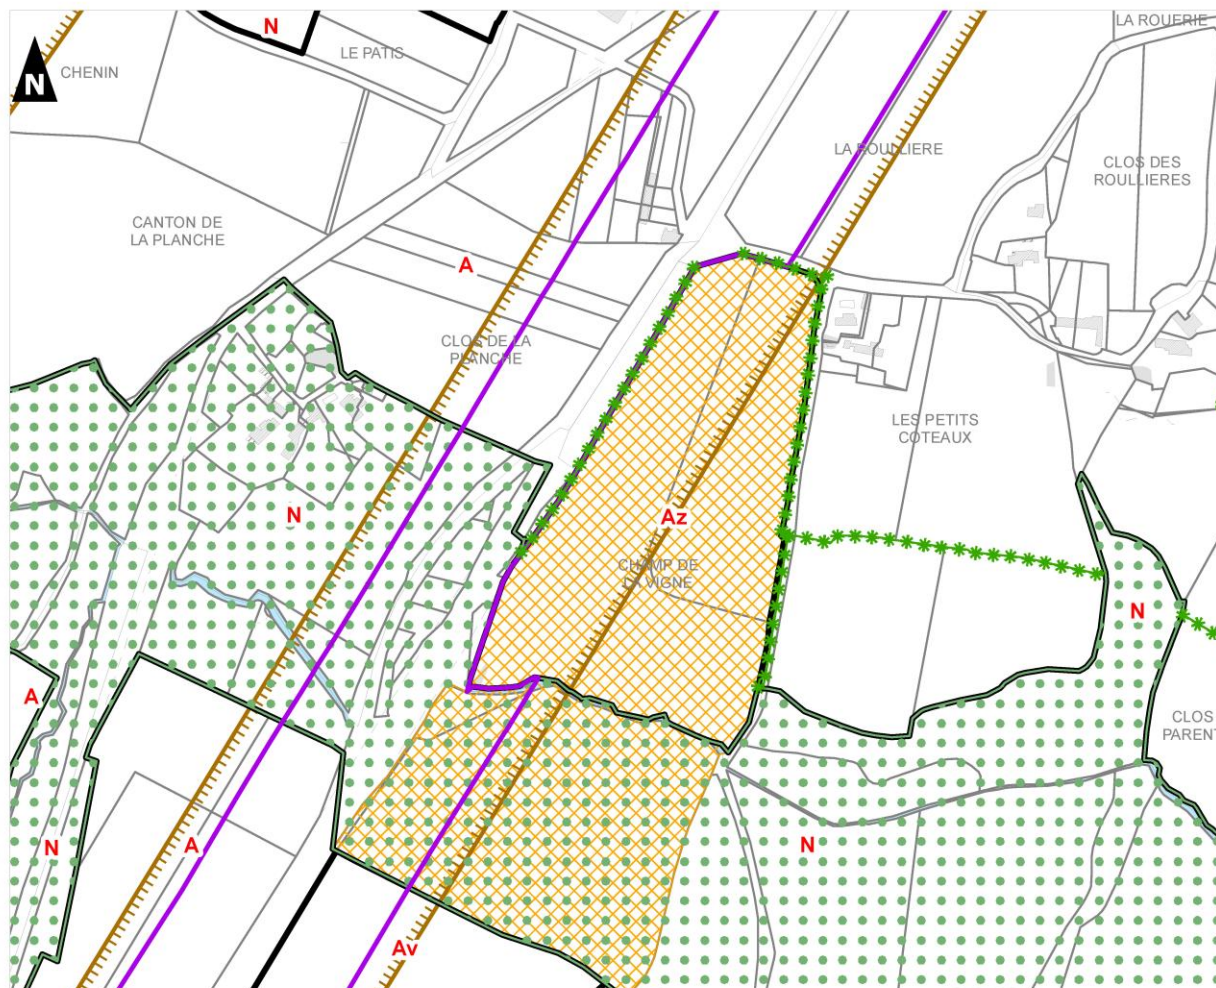 LA ROUERIE
N
LE PATIS
CHENIN
N
LA ROULLIERE
CLOS DES
ROULLIERES
CANTON DE
LA PLANCHE
A
CLOS DE LA
PLANCHE
LES PETITS
COTEAUX
N
Az
CHAMP DE
LA VIGNE
N
A
CLOS
PARENT
A
N
N
Av